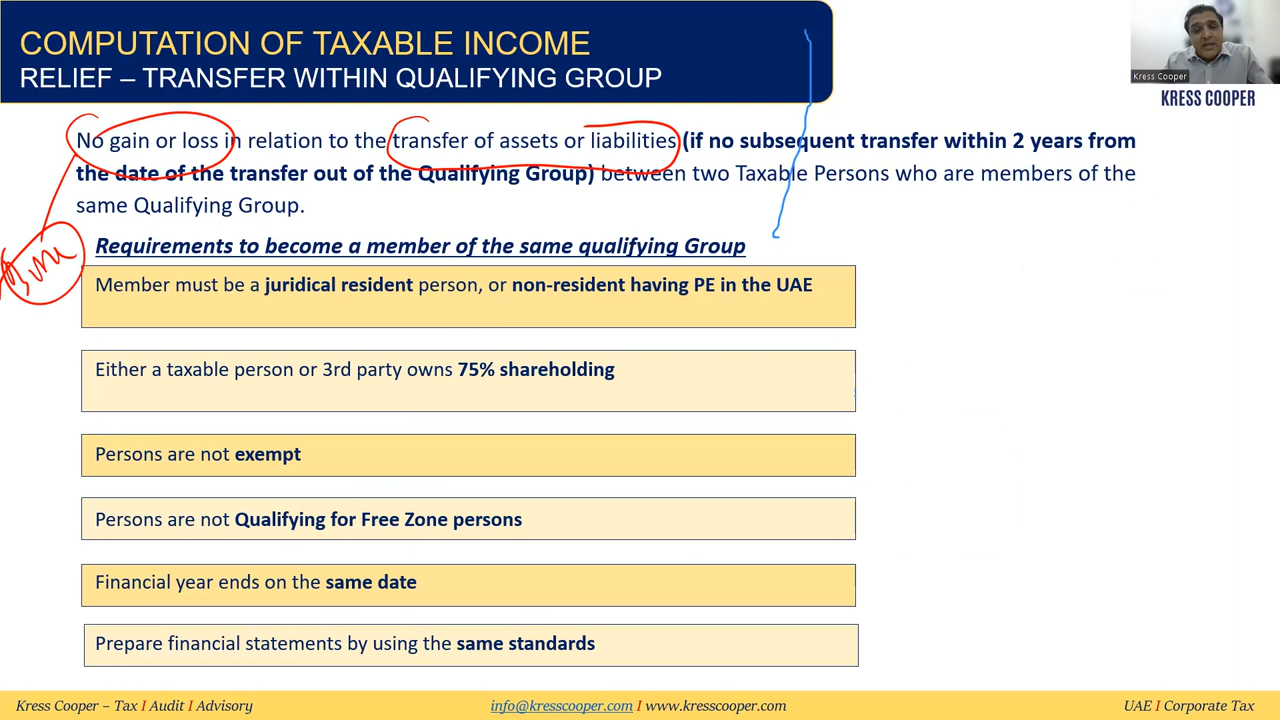 COMPUTATION OF TAXABLE INCOME
RELIEF – TRANSFER WITHIN QUALIFYING GROUP
Kress Cooper
KRESS COOPER
No gain or loss in relation to the transfer of assets or liabilities (if no subsequent transfer within 2 years from
the date of the transfer out of the Qualifying Group) between two Taxable Persons who are members of the
same Qualifying Group.
Requirements to become a member of the same qualifying Group
Member must be a juridical resident person, or non-resident having PE in the UAE
Either a taxable person or 3rd party owns 75% shareholding
Persons are not exempt
Persons are not Qualifying for Free Zone persons
Financial year ends on the same date
Prepare financial statements by using the same standards
Kress Cooper – Tax I Audit I Advisory
info@kresscooper.com I www.kresscooper.com
UAE I Corporate Tax